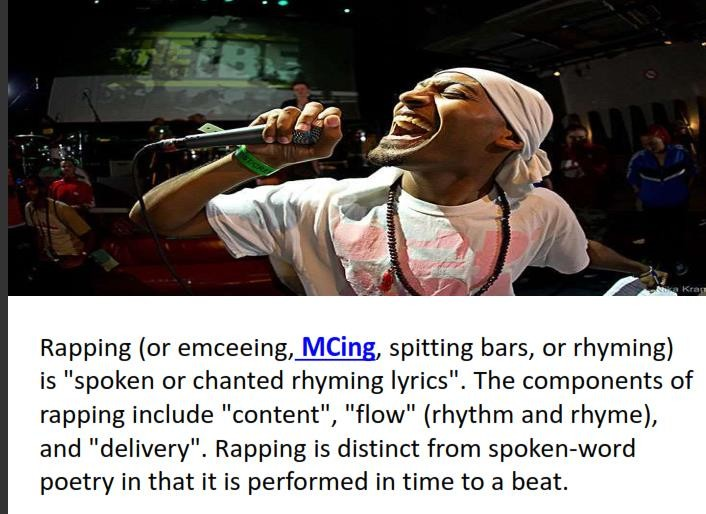 Nika Kram
Rapping (or emceeing, MCing, spitting bars, or rhyming)
is "spoken or chanted rhyming lyrics". The components of
rapping include "content", "flow" (rhythm and rhyme),
and "delivery". Rapping is distinct from spoken-word
poetry in that it is performed in time to a beat.